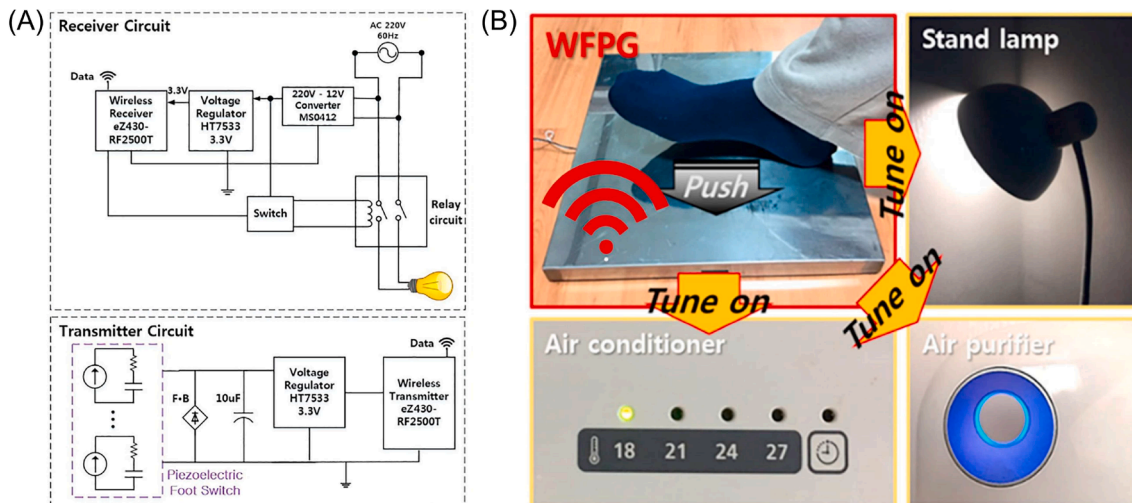 (A)
Receiver Circuit
AC 220V
60Hz
Data
3.3V
Wireless
Receiver
eZ430-
RF2500T
Voltage
Regulator
HT7533
3.3V
220V - 12V
Converter
MS0412
Switch
Relay
circuit
Transmitter Circuit
Data
F•B
10uF
Voltage
Regulator
HT7533
3.3V
Wireless
Transmitter
eZ430-
RF2500T
Piezoelectric
Foot Switch
(B)
WFPG
Push
Tune on
Stand lamp
Tune on
Tune on
Air conditioner
18 21 24 27
Air purifier